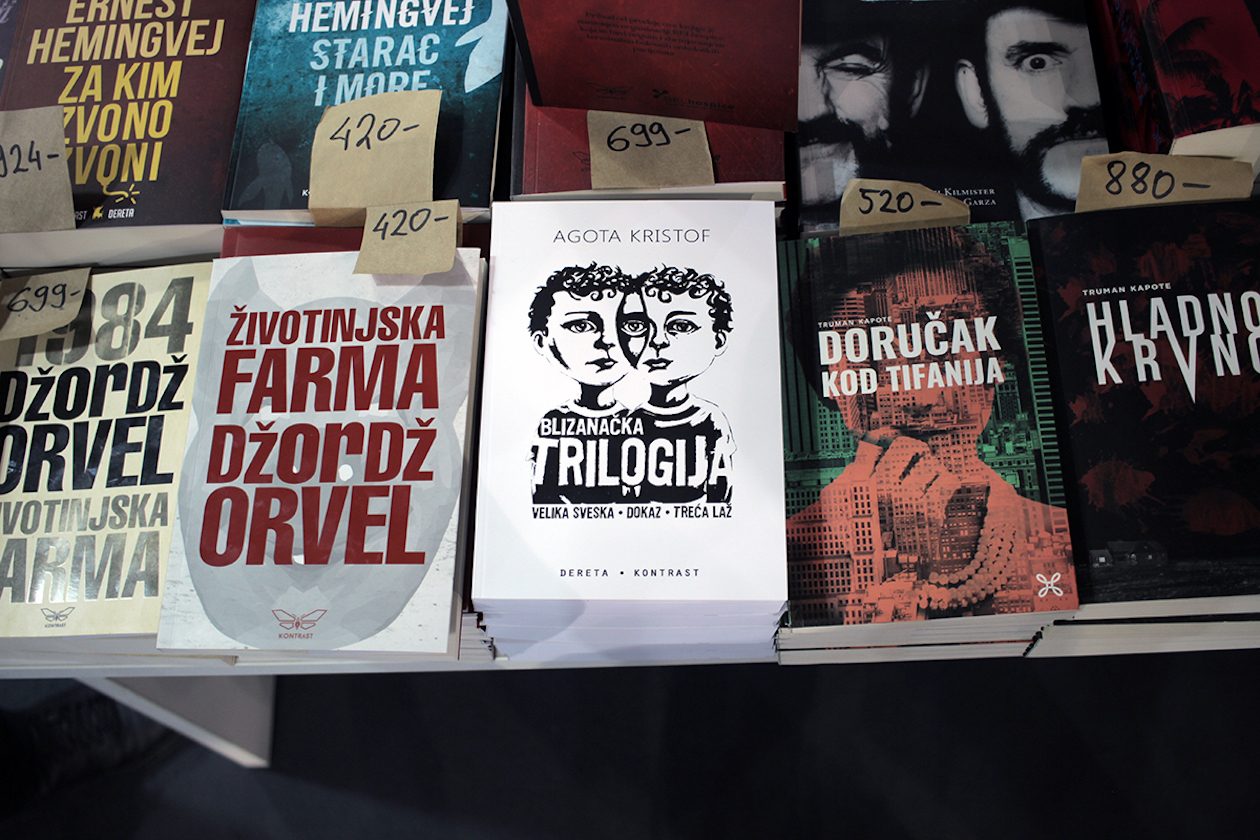 ERNEST
HEMINGVEJ
ZA KIM
ZVONO
ZVONI
DERETA
924-
HEMINGVEJ
STARAC
I MORE
420-
699-
KILMISTER
GARZA
520-
880-
699-
1984
DŽORDŽ
ORVEL
ŽIVOTINJSKA
FARMA
420-
ŽIVOTINJSKA
FARMA
DŽORDŽ
ORVEL
KONTRAST
AGOTA KRISTOF
BLIZANAČKA
TRILOGIJA
VELIKA SVESKA • DOKAZ • TREĆA LAŽ
DERETA • KONTRAST
TRUMAN KAPOTE
DORUČAK
KOD TIFANIJA
TRUMAN KAPOTE
HLADNO
KRVNO